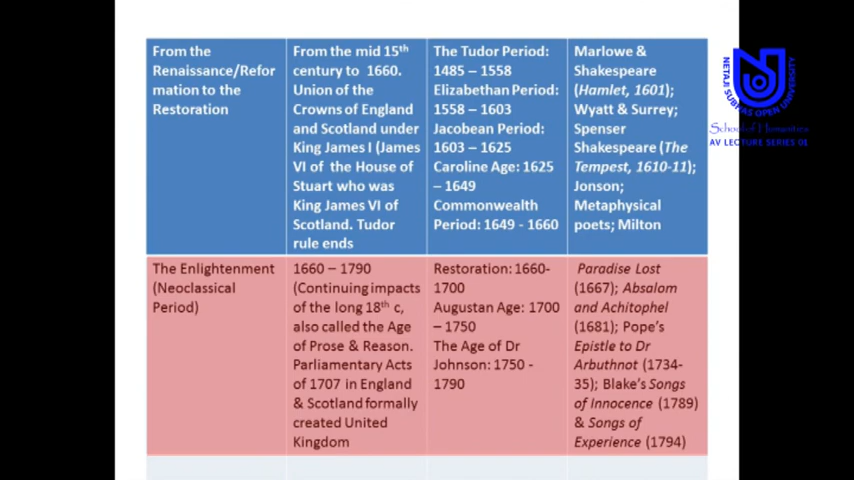 From the
Renaissance/Refor
mation to the
Restoration
From the mid 15th
century to 1660.
Union of the
Crowns of England
and Scotland under
King James I (James
VI of the House of
Stuart who was
King James VI of
Scotland. Tudor
rule ends
The Tudor Period:
1485 – 1558
Elizabethan Period:
1558 – 1603
Jacobean Period:
1603 – 1625
Caroline Age: 1625
– 1649
Commonwealth
Period: 1649 - 1660
Marlowe &
Shakespeare
(Hamlet, 1601);
Wyatt & Surrey;
Spenser
Shakespeare (The
Tempest, 1610-11);
Jonson;
Metaphysical
poets; Milton
The Enlightenment
(Neoclassical
Period)
1660 – 1790
(Continuing impacts
of the long 18th c,
also called the Age
of Prose & Reason.
Parliamentary Acts
of 1707 in England
& Scotland formally
created United
Kingdom
Restoration: 1660-
1700
Augustan Age: 1700
– 1750
The Age of Dr
Johnson: 1750 -
1790
Paradise Lost
(1667); Absalom
and Achitophel
(1681); Pope's
Epistle to Dr
Arbuthnot (1734-
35); Blake's Songs
of Innocence (1789)
& Songs of
Experience (1794)
NETAJI SUBHAS OPEN UNIVERSITY
School of Humanities
AV LECTURE SERIES 01